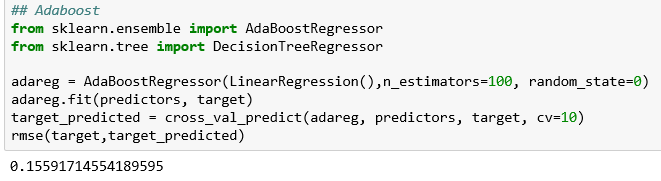 ## Adaboost
from sklearn.ensemble import AdaBoostRegressor
from sklearn.tree import DecisionTreeRegressor
adareg = AdaBoostRegressor(LinearRegression(),n_estimators=100, random_state=0)
adareg.fit(predictors, target)
target_predicted = cross_val_predict(adareg, predictors, target, cv=10)
rmse(target,target_predicted)
0.15591714554189595